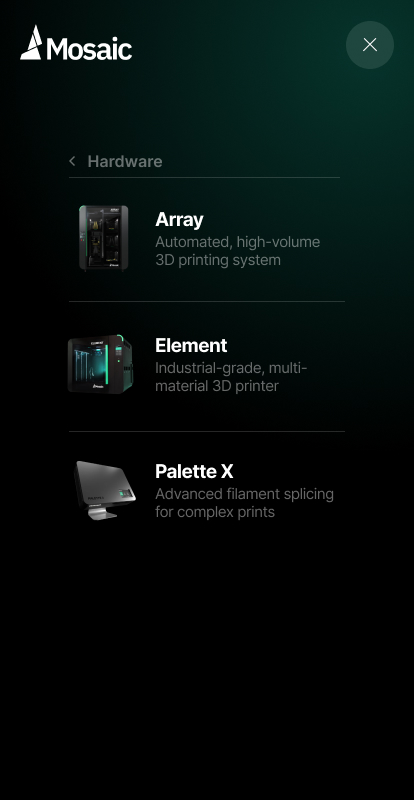 Mosaic
Hardware
Array
Automated, high-volume
3D printing system
Element
Industrial-grade, multi-
material 3D printer
Palette X
Advanced filament splicing
for complex prints